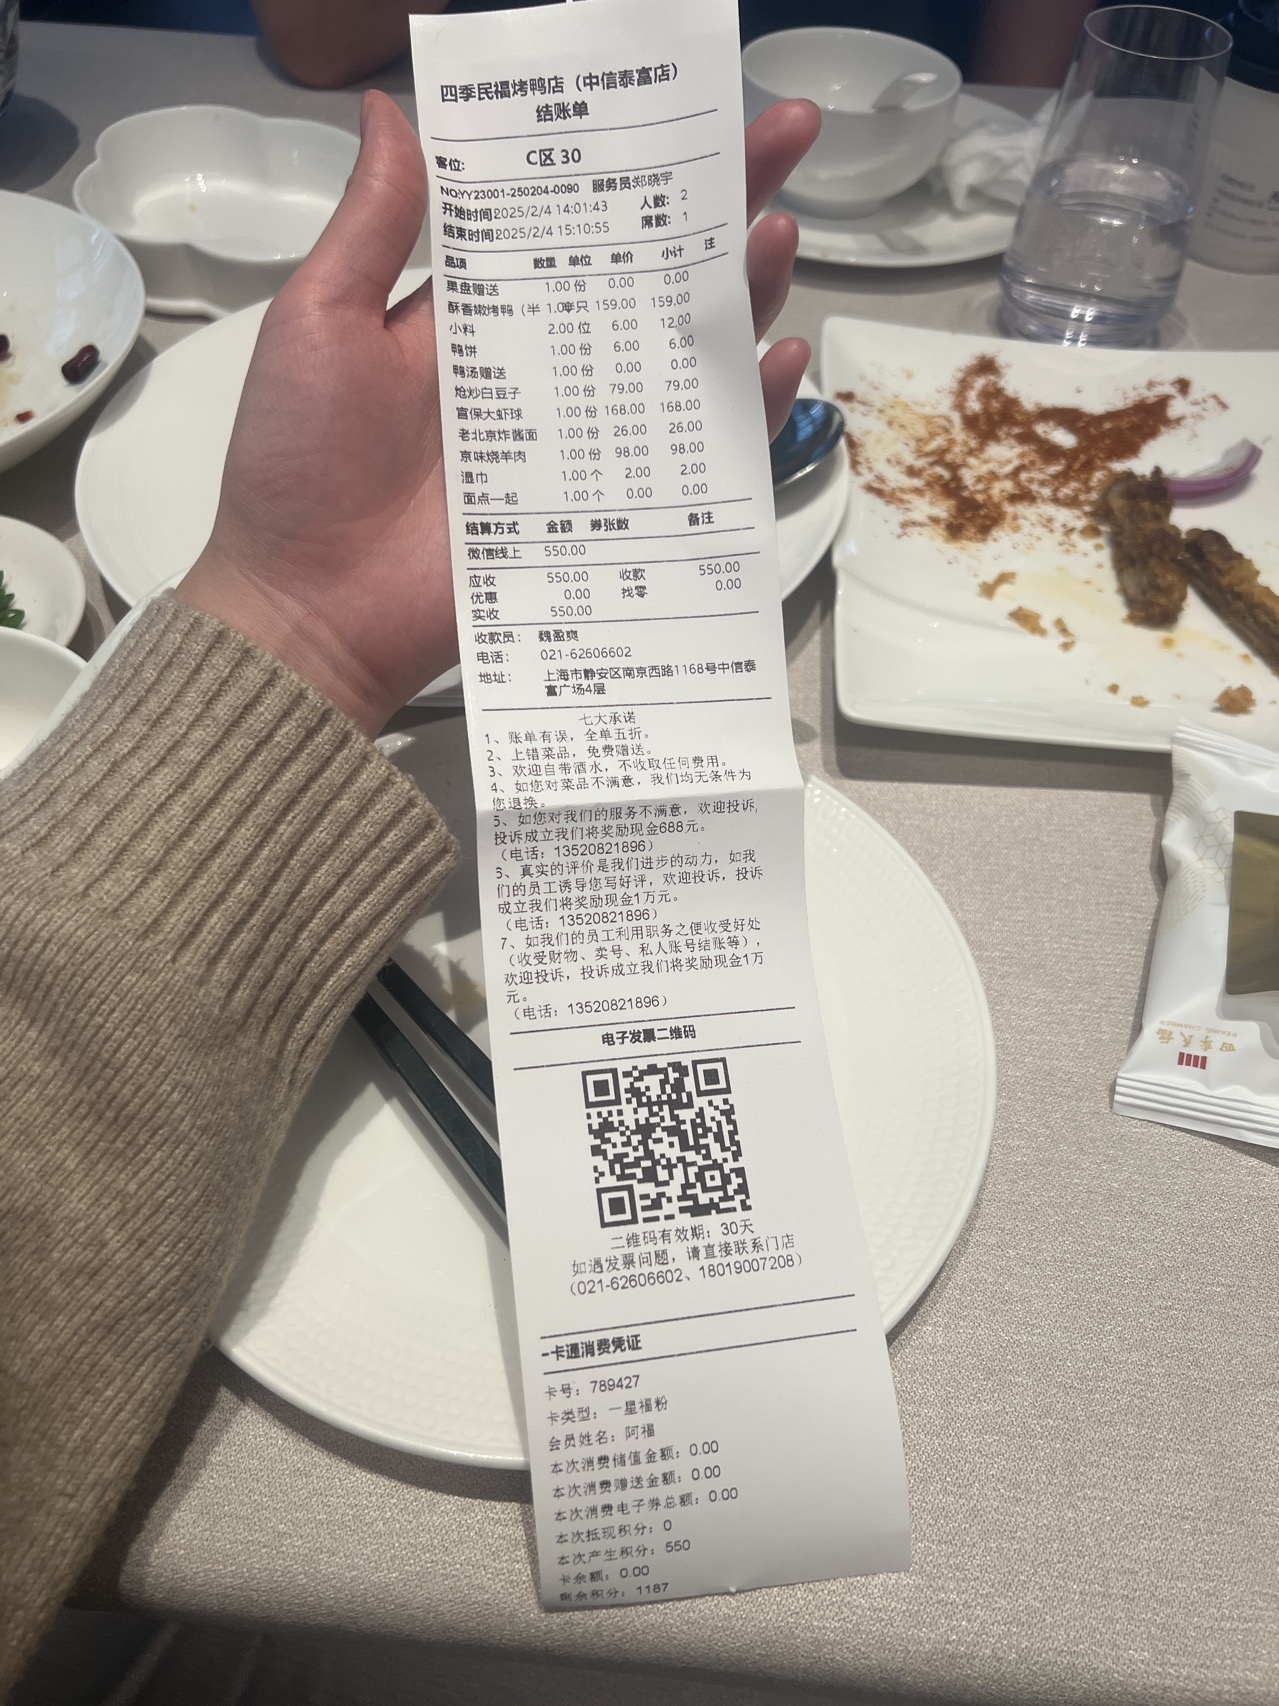 四季民福烤鸭店（中信泰富店）
结账单
客位: C区 30
NO:YY23001-250204-0090 服务员:郑晓宇
开始时间2025/2/4 14:01:43 人数: 2
结束时间2025/2/4 15:10:55 席数: 1
品项 数量 单位 单价 小计 注
果盘赠送 1.00 份 0.00 0.00
酥香嫩烤鸭（半 1.00 只 159.00 159.00
小料 2.00 位 6.00 12.00
鸭饼 1.00 份 6.00 6.00
鸭汤赠送 1.00 份 0.00 0.00
炝炒白豆子 1.00 份 79.00 79.00
宫保大虾球 1.00 份 168.00 168.00
老北京炸酱面 1.00 份 26.00 26.00
京味烧羊肉 1.00 份 98.00 98.00
湿巾 1.00 个 2.00 2.00
面点一起 1.00 个 0.00 0.00
结算方式 金额 券张数 备注
微信线上 550.00
应收 550.00 收款 550.00
优惠 0.00 找零 0.00
实收 550.00
收款员: 魏盈爽
电话: 021-62606602
地址: 上海市静安区南京西路1168号中信泰
富广场4层
七大承诺
1、账单有误，全单五折。
2、上错菜品，免费赠送。
3、欢迎自带酒水，不收取任何费用。
4、如您对菜品不满意，我们均无条件为
您退换。
5、如您对我们的服务不满意，欢迎投诉，
投诉成立我们将奖励现金688元。
（电话：13520821896）
6、真实的评价是我们进步的动力，如我
们的员工诱导您写好评，欢迎投诉，投诉
成立我们将奖励现金1万元。
（电话：13520821896）
7、如我们的员工利用职务之便收受好处
（收受财物、卖号、私人账号结账等），
欢迎投诉，投诉成立我们将奖励现金1万
元。
（电话：13520821896）
电子发票二维码
二维码有效期：30天
如遇发票问题，请直接联系门店
（021-62606602、18019007208）
-卡通消费凭证
卡号：789427
卡类型：一星福粉
会员姓名：阿福
本次消费储值金额：0.00
本次消费赠送金额：0.00
本次消费电子券总额：0.00
本次抵现积分：0
本次产生积分：550
卡余额：0.00
剩余积分：1187
四季民福